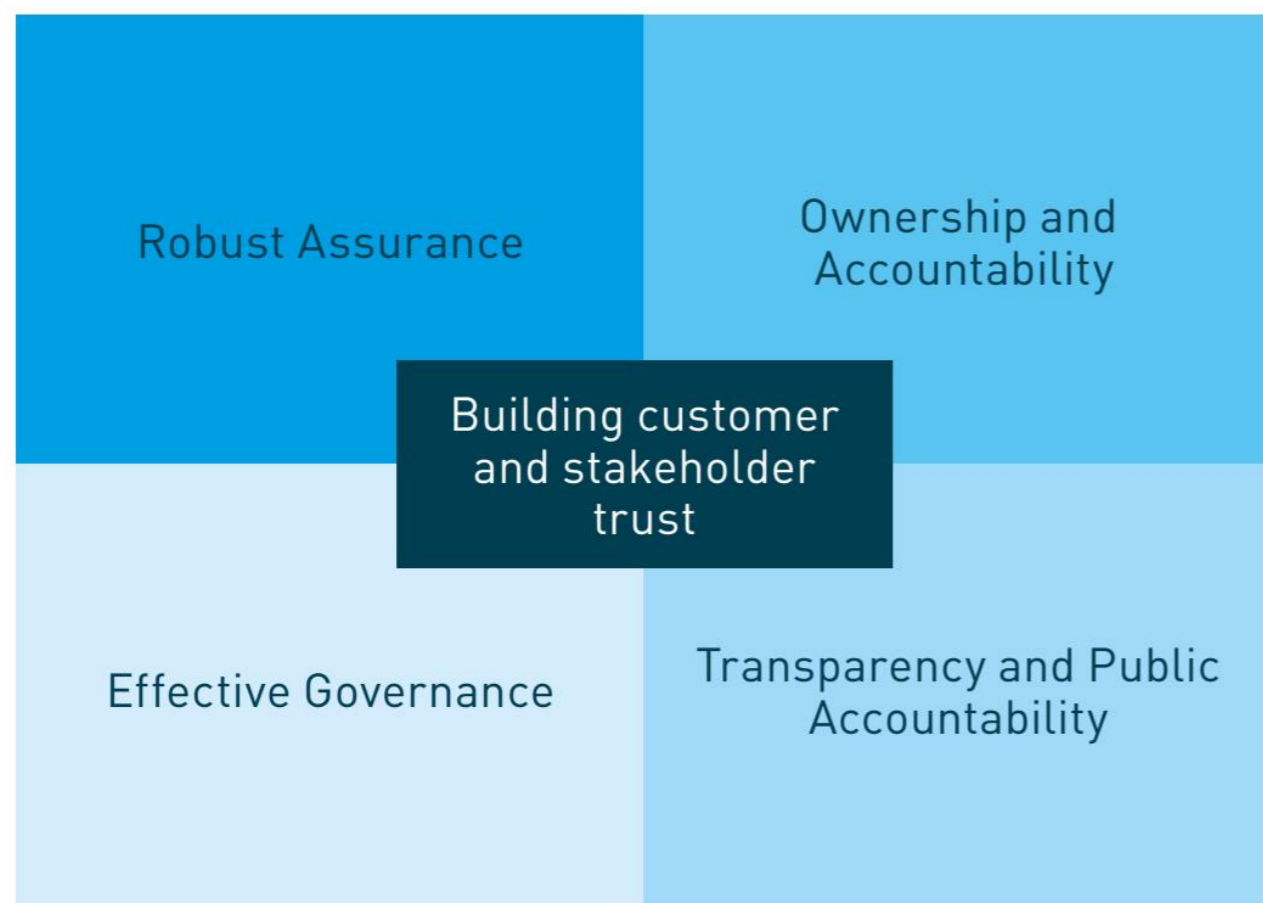 Robust Assurance
Ownership and
Accountability
Building customer
and stakeholder
trust
Effective Governance
Transparency and Public
Accountability